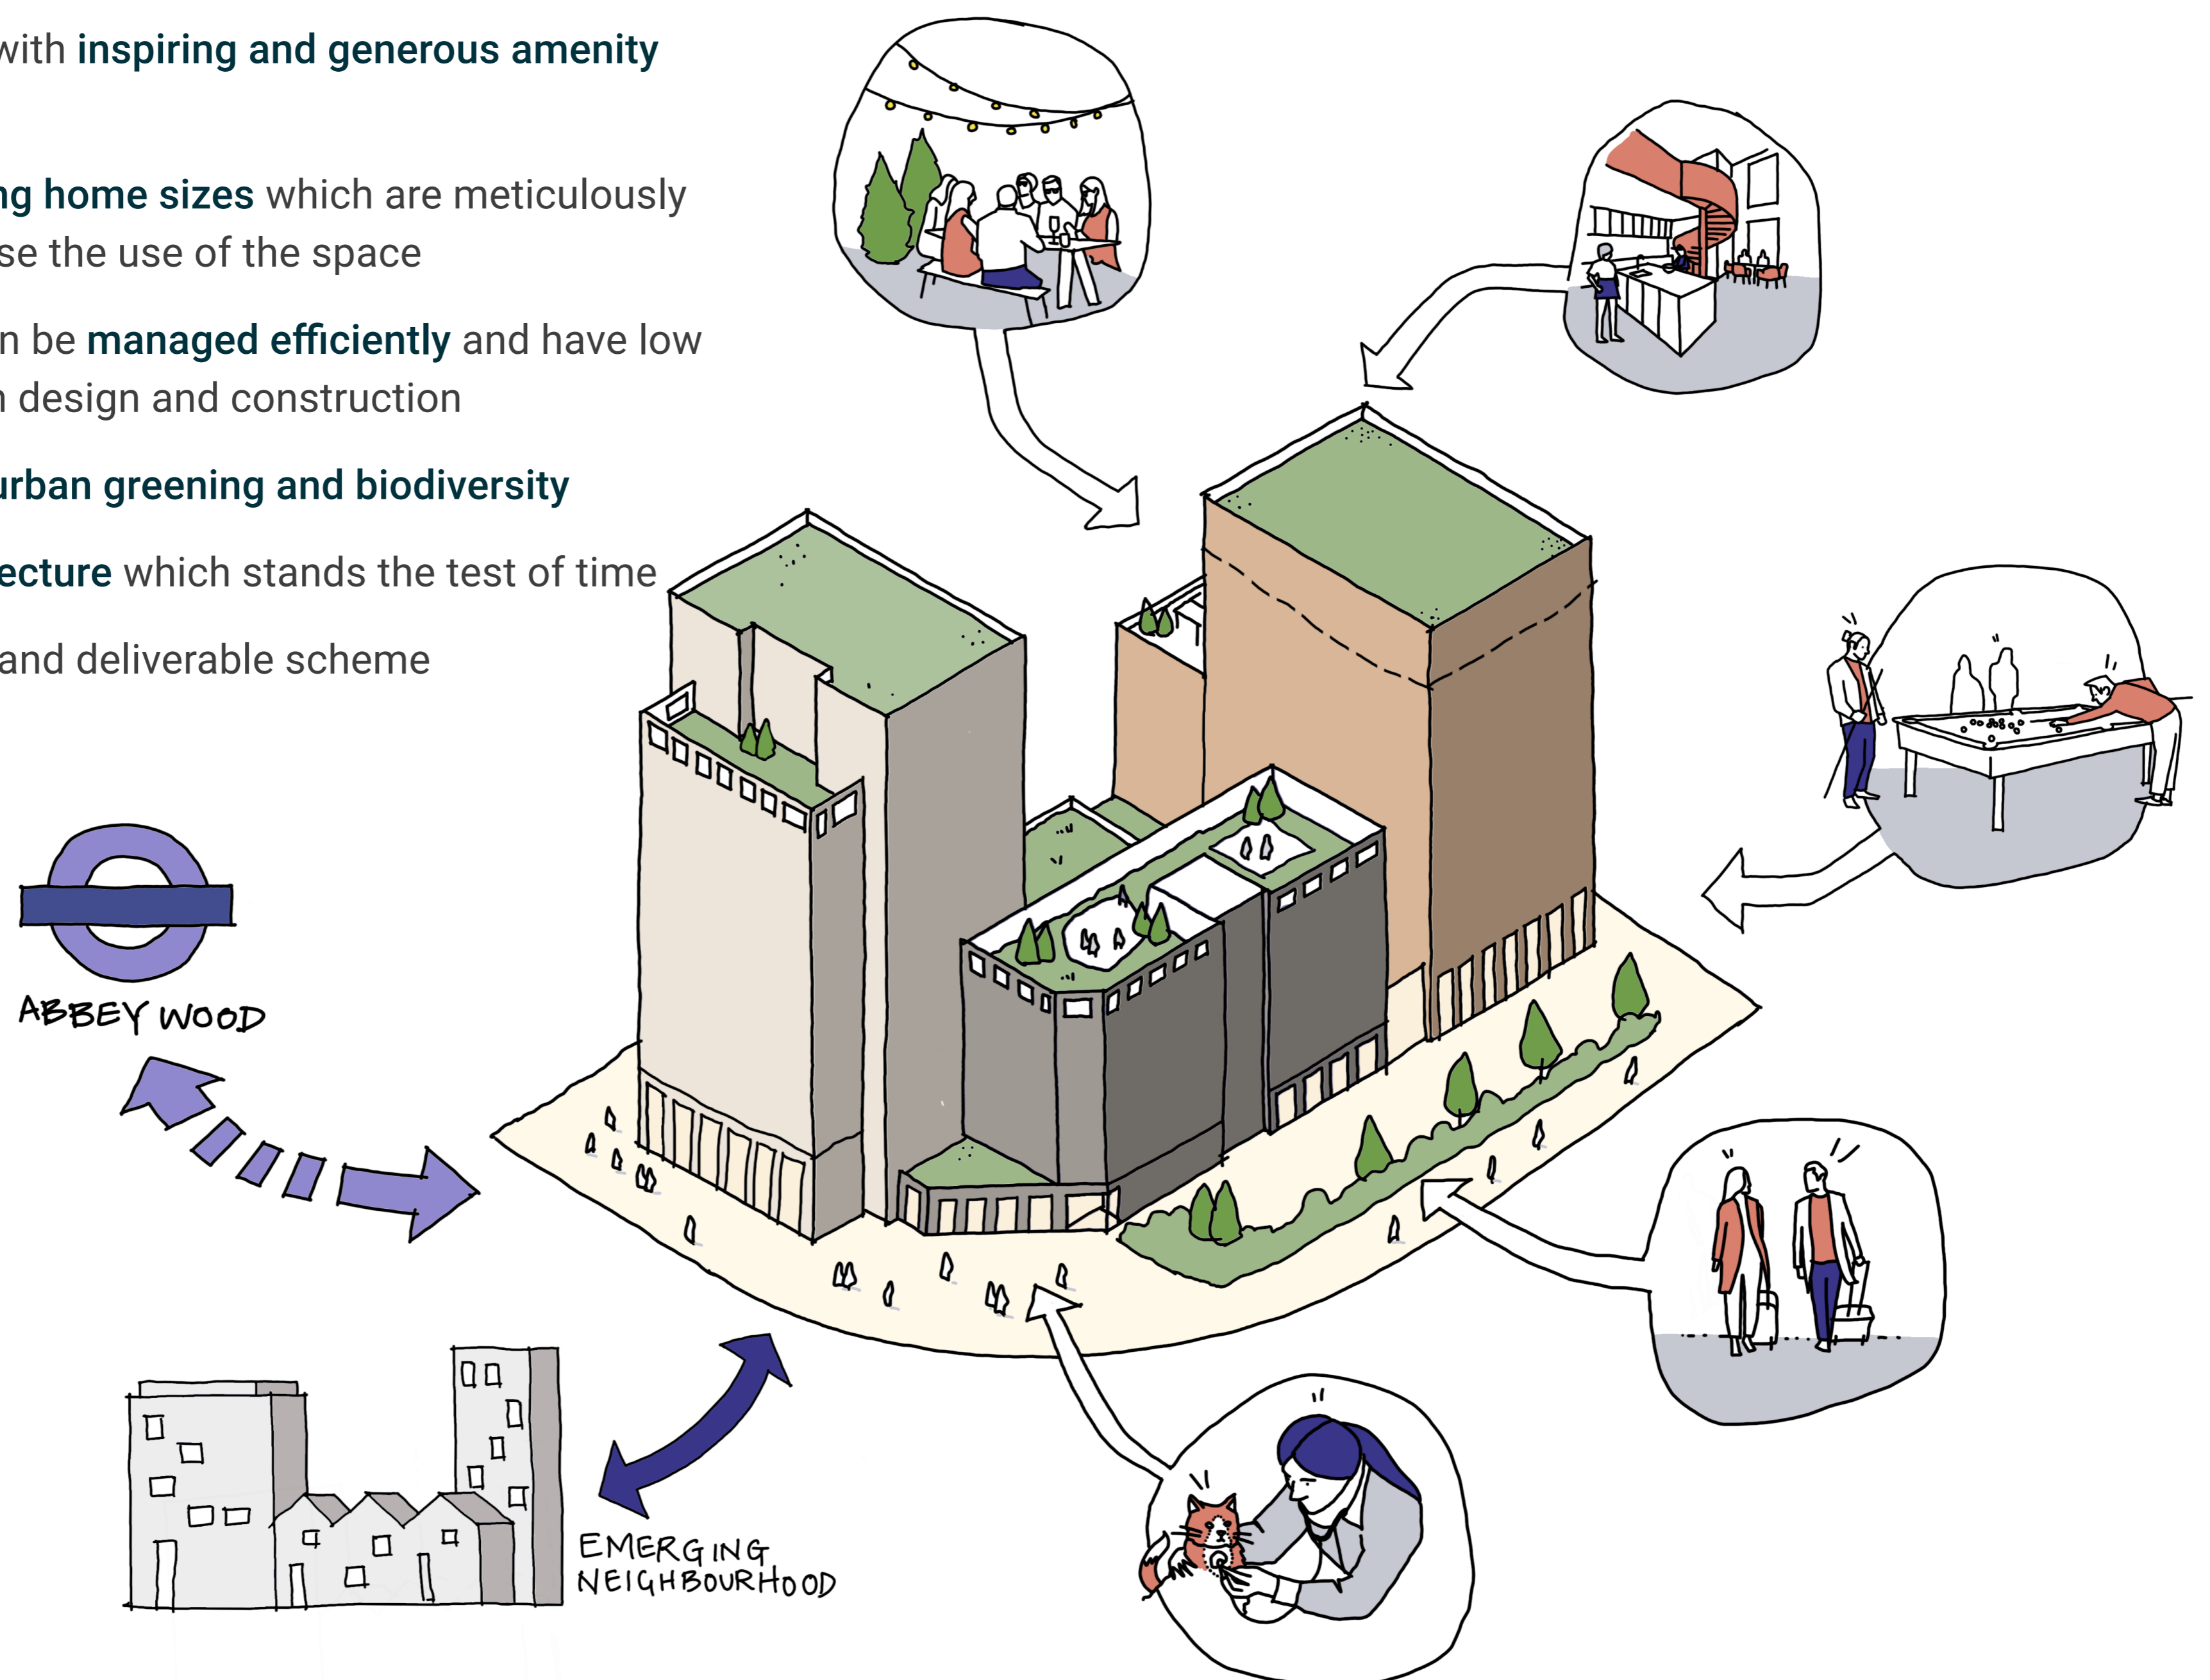 with inspiring and generous amenity
ng home sizes which are meticulously
se the use of the space
n be managed efficiently and have low
n design and construction
urban greening and biodiversity
ecture which stands the test of time
and deliverable scheme
ABBEY WOOD
EMERGING
NEIGHBOURHOOD